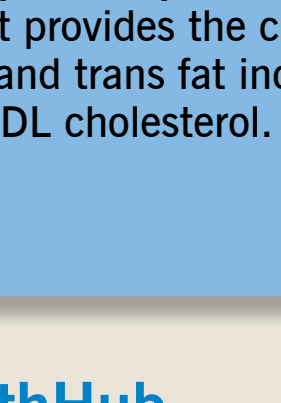 t provides the c
and trans fat inc
DL cholesterol.
thHub